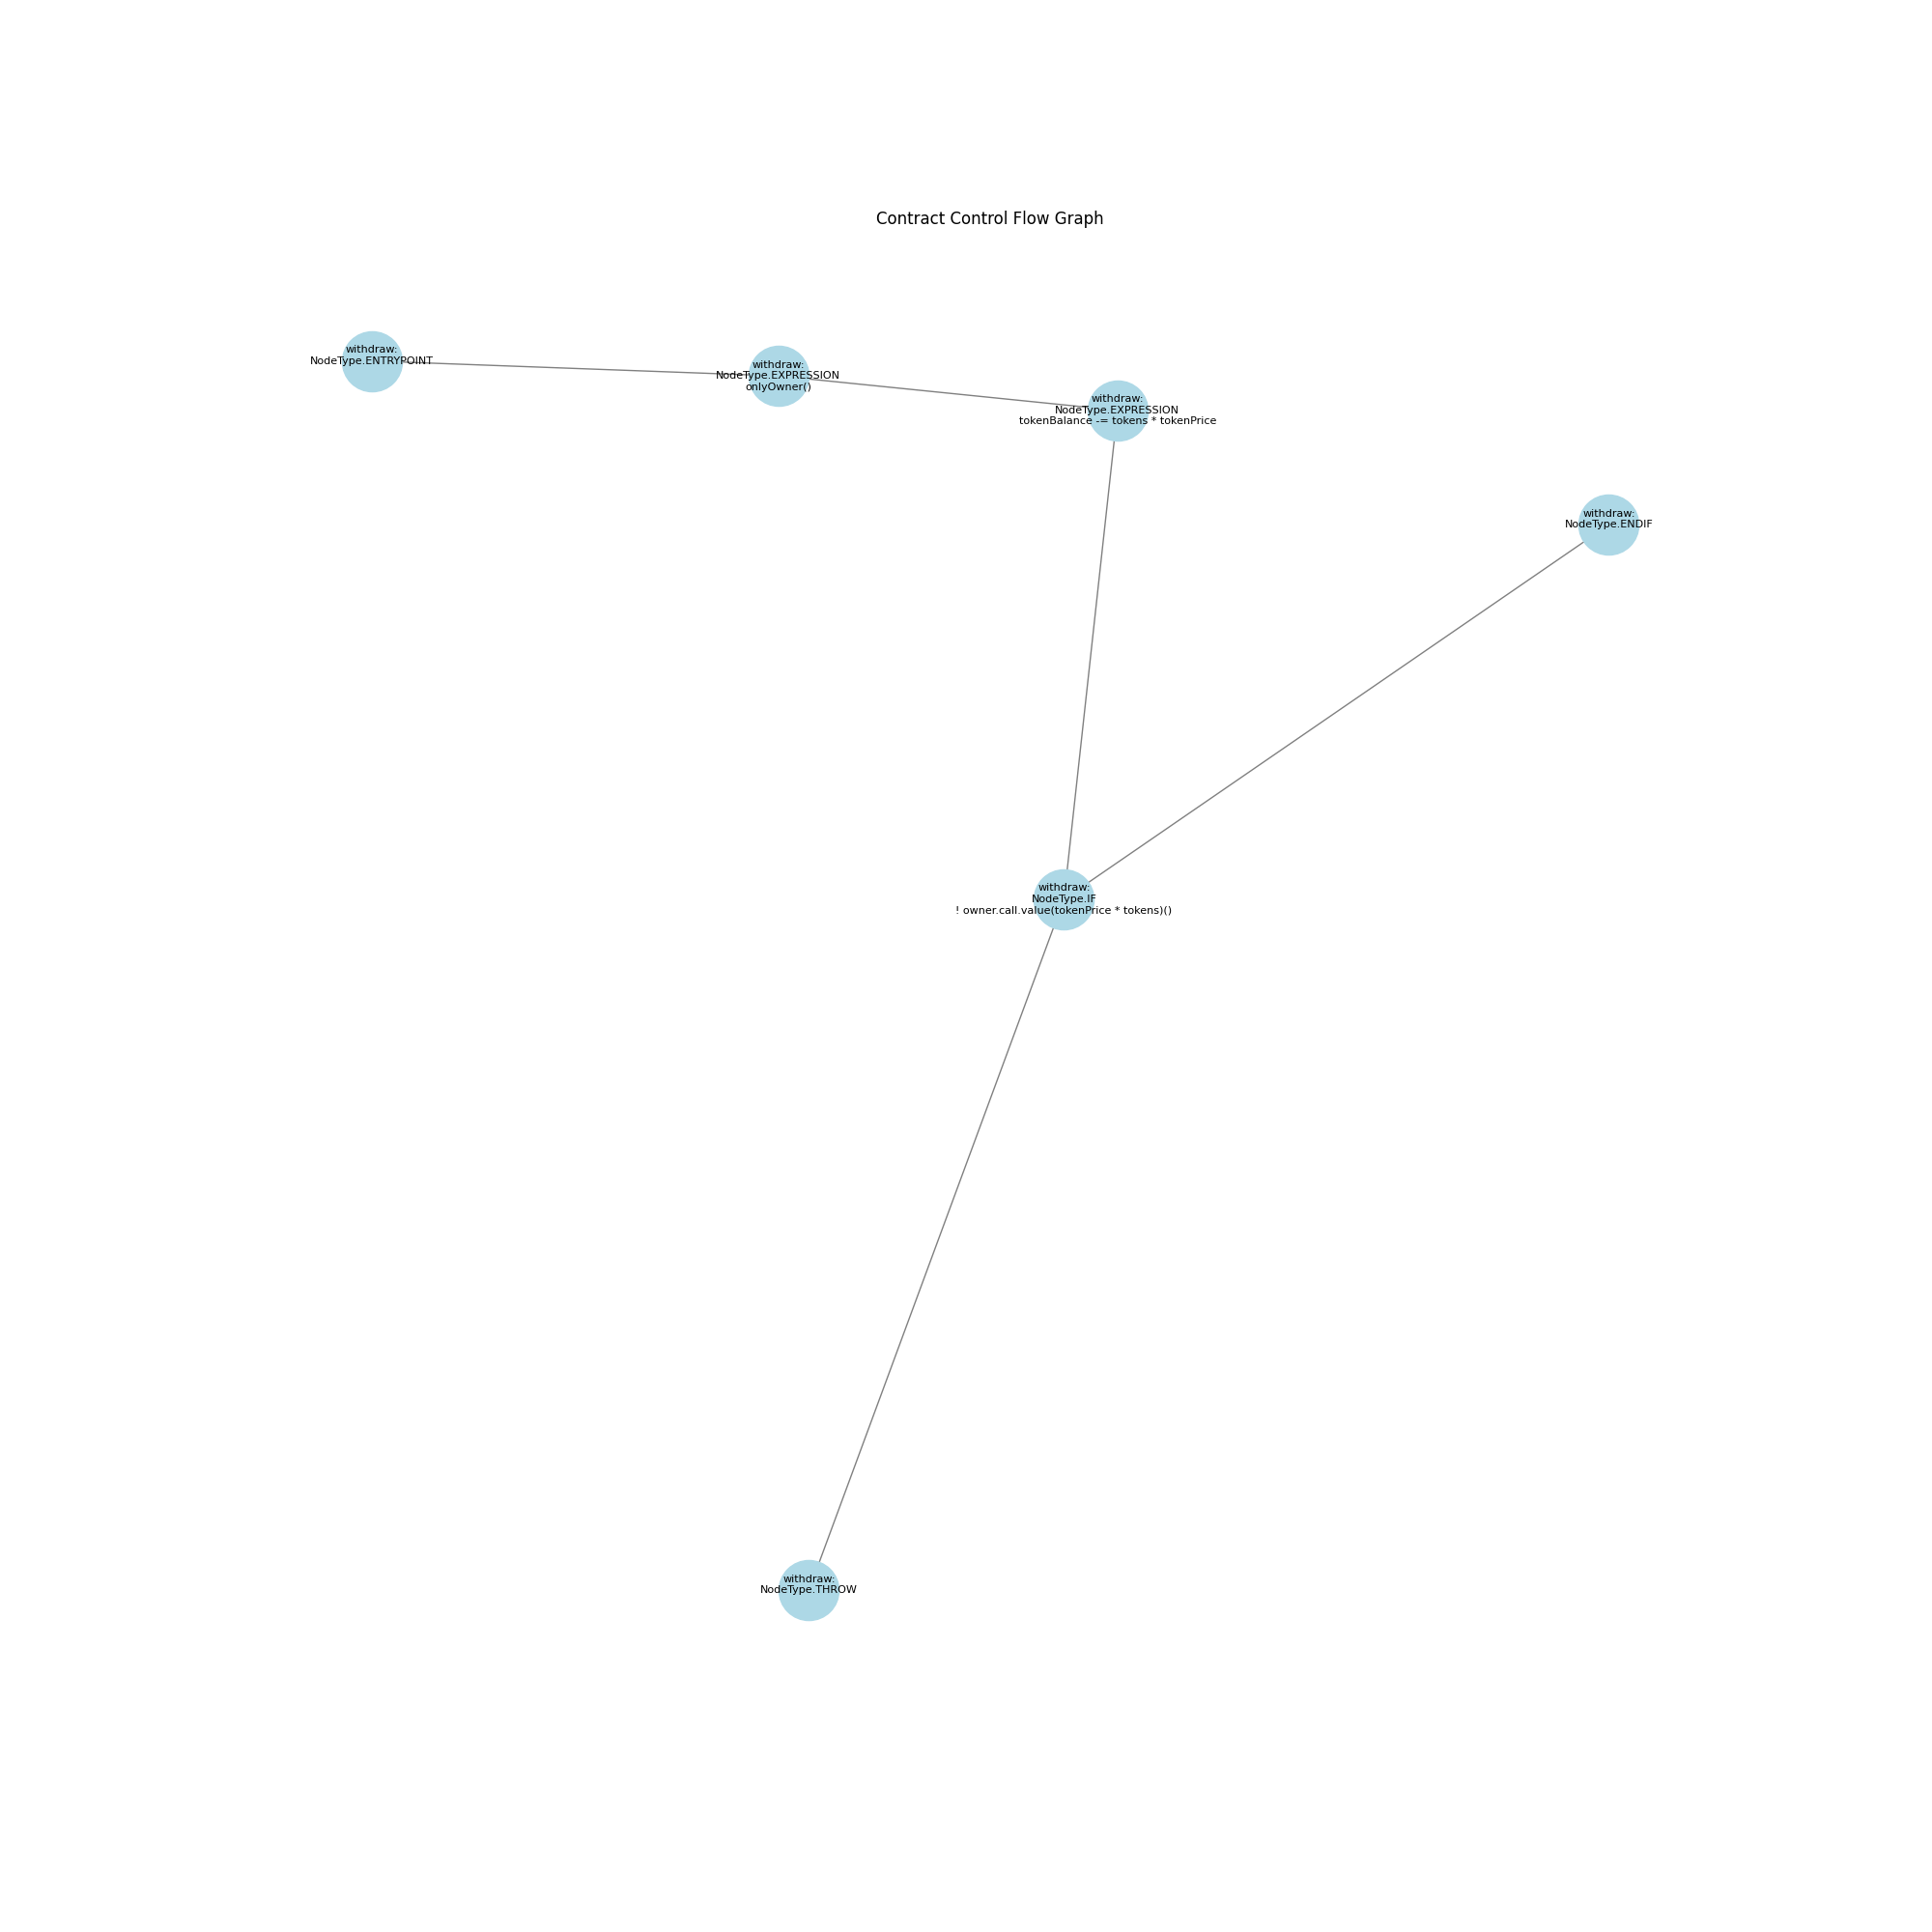 Contract Control Flow Graph
withdraw:
NodeType.ENTRYPOINT
withdraw:
NodeType.EXPRESSION
onlyOwner()
withdraw:
NodeType.EXPRESSION
tokenBalance -= tokens * tokenPrice
withdraw:
NodeType.ENDIF
withdraw:
NodeType.IF
! owner.call.value(tokenPrice * tokens)()
withdraw:
NodeType.THROW